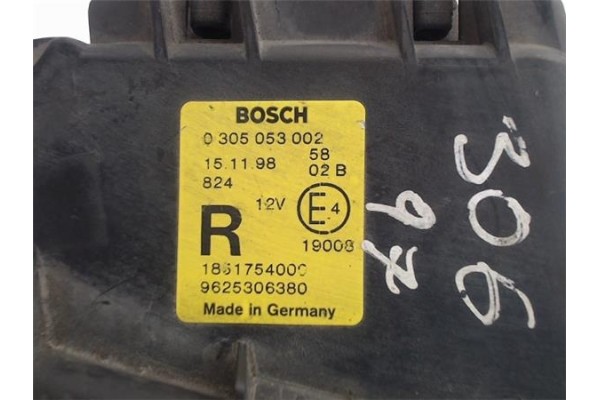 BOSCH
0 305 053 002
15.11.98 58
824 02 B
12V E 4
R
19008
9625306380
Made in Germany
306
97